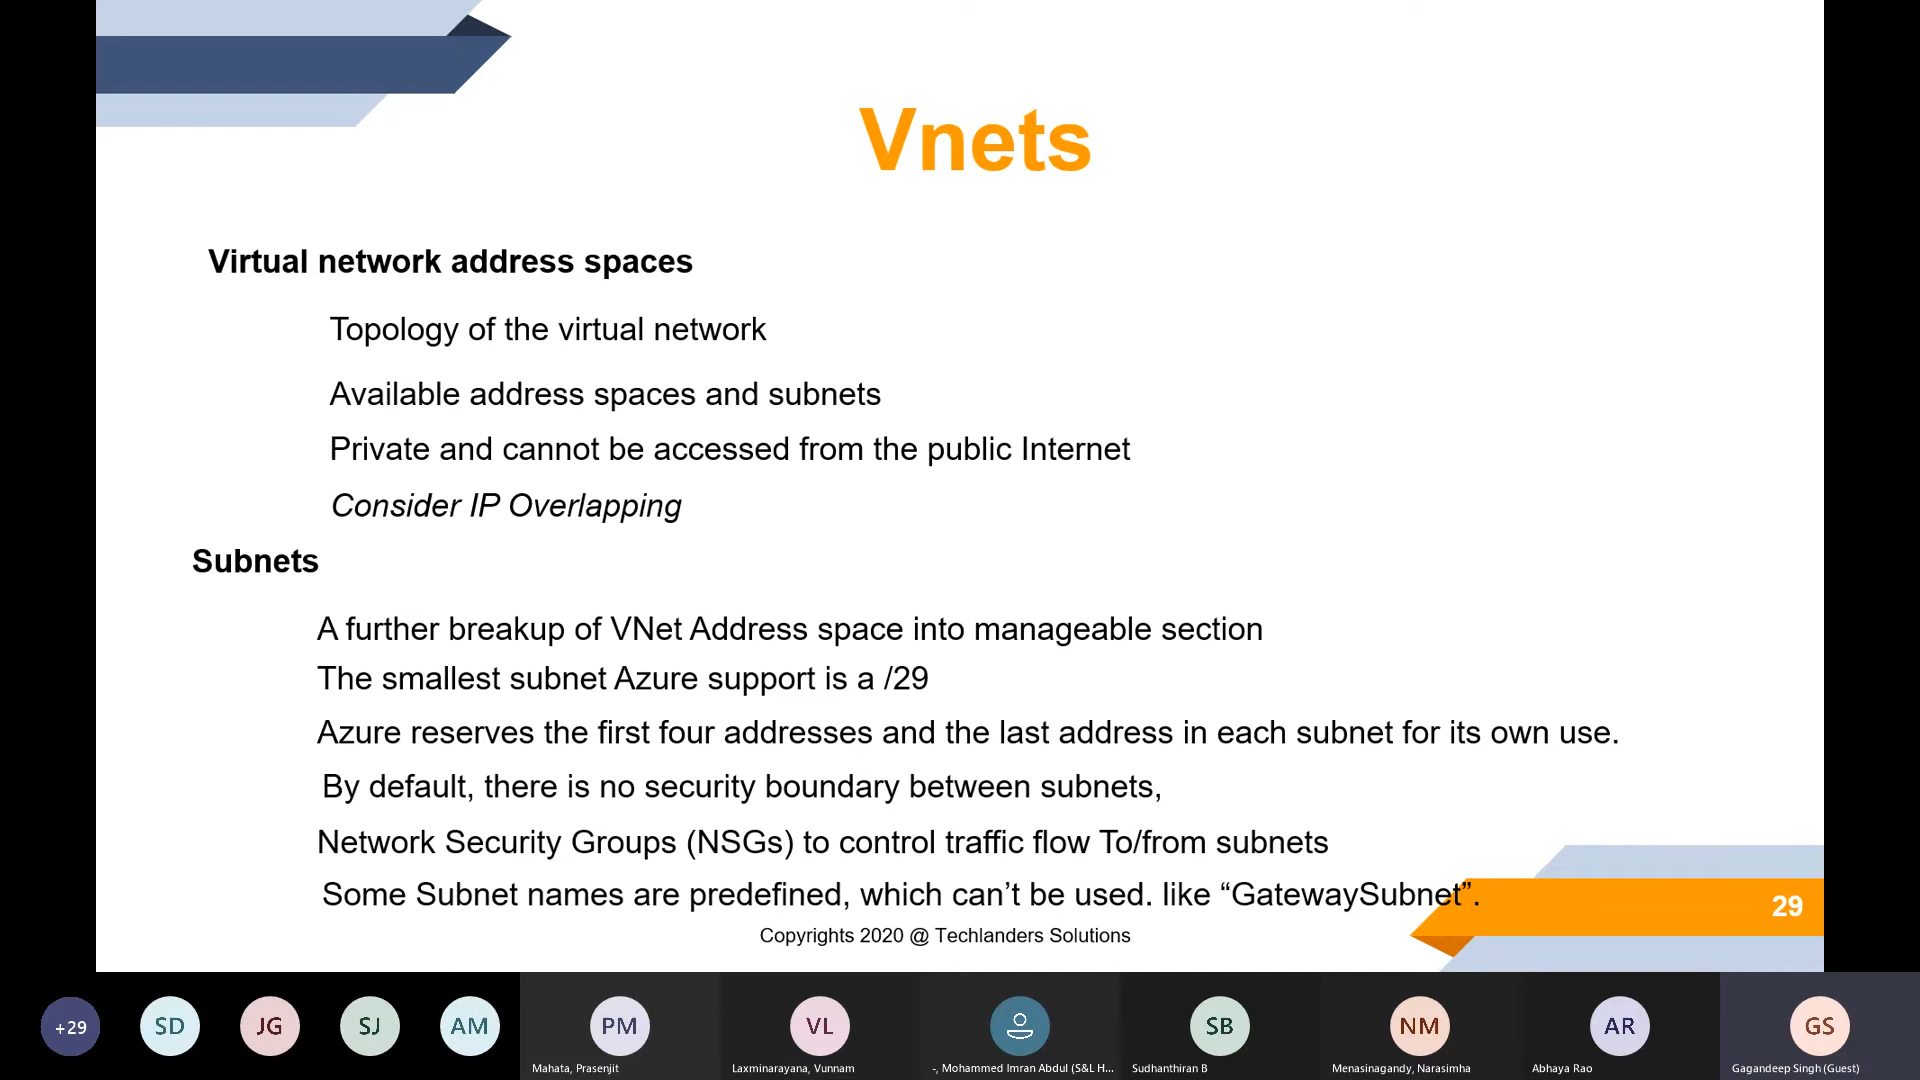 Vnets
Virtual network address spaces
Topology of the virtual network
Available address spaces and subnets
Private and cannot be accessed from the public Internet
Consider IP Overlapping
Subnets
A further breakup of VNet Address space into manageable section
The smallest subnet Azure support is a /29
Azure reserves the first four addresses and the last address in each subnet for its own use.
By default, there is no security boundary between subnets,
Network Security Groups (NSGs) to control traffic flow To/from subnets
Some Subnet names are predefined, which can’t be used. like “GatewaySubnet”.
29
Copyrights 2020 @ Techlanders Solutions
+29 SD JG SJ AM PM VL SB NM AR GS
Mahata, Prasenjit Laxminarayana, Vunnam -, Mohammed Imran Abdul (S&L H... Sudhanthiran B Menasinagandy, Narasimha Abhaya Rao Gagandeep Singh (Guest)